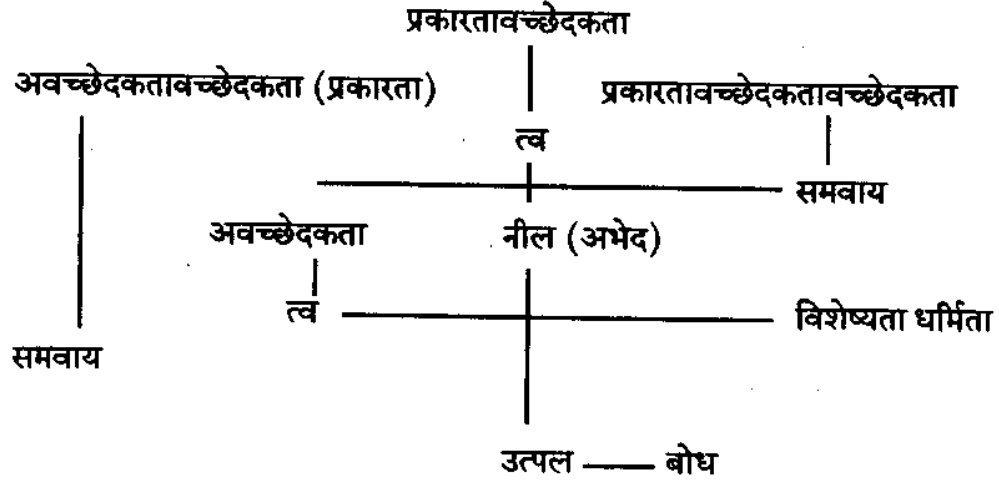 प्रकारतावच्छेदकता
अवच्छेदकतावच्छेदकता (प्रकारता) प्रकारतावच्छेदकतावच्छेदकता
त्व
समवाय
अवच्छेदकता नील (अभेद)
त्व विशेष्यता धर्मिता
समवाय
उत्पल बोध